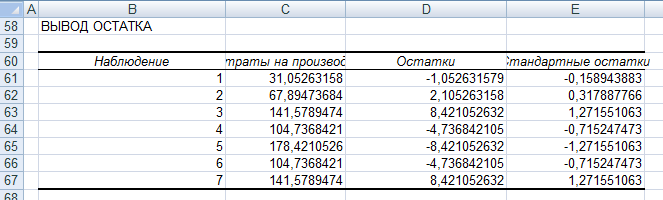 A B C D E
58 ВЫВОД ОСТАТКА
59
60 Наблюдение траты на производ Остатки Стандартные остатки
61 1 31,05263158 -1,052631579 -0,158943883
62 2 67,89473684 2,105263158 0,317887766
63 3 141,5789474 8,421052632 1,271551063
64 4 104,7368421 -4,736842105 -0,715247473
65 5 178,4210526 -8,421052632 -1,271551063
66 6 104,7368421 -4,736842105 -0,715247473
67 7 141,5789474 8,421052632 1,271551063
68